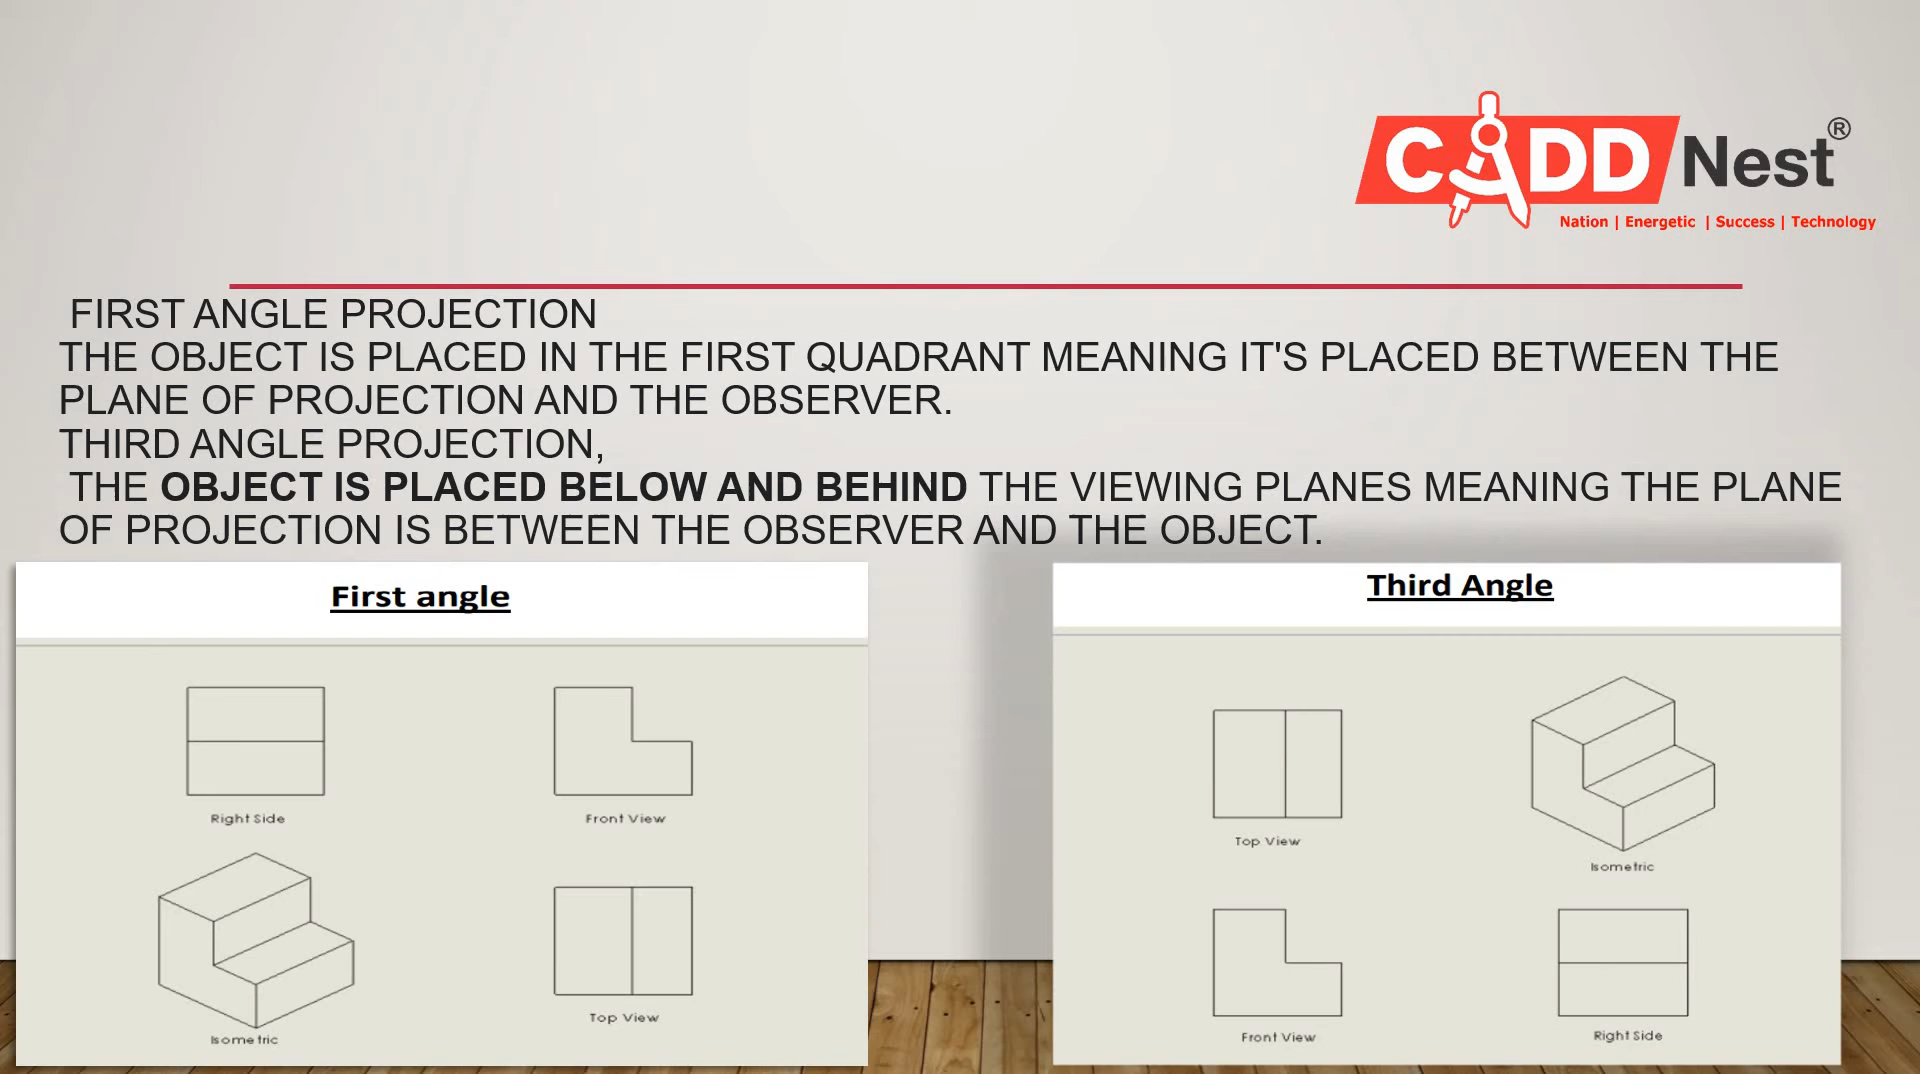 CADD Nest®
Nation | Energetic | Success | Technology
FIRST ANGLE PROJECTION
THE OBJECT IS PLACED IN THE FIRST QUADRANT MEANING IT'S PLACED BETWEEN THE
PLANE OF PROJECTION AND THE OBSERVER.
THIRD ANGLE PROJECTION,
THE OBJECT IS PLACED BELOW AND BEHIND THE VIEWING PLANES MEANING THE PLANE
OF PROJECTION IS BETWEEN THE OBSERVER AND THE OBJECT.
First angle
Right Side
Front View
Isometric
Top View
Third Angle
Top View
Isometric
Front View
Right Side